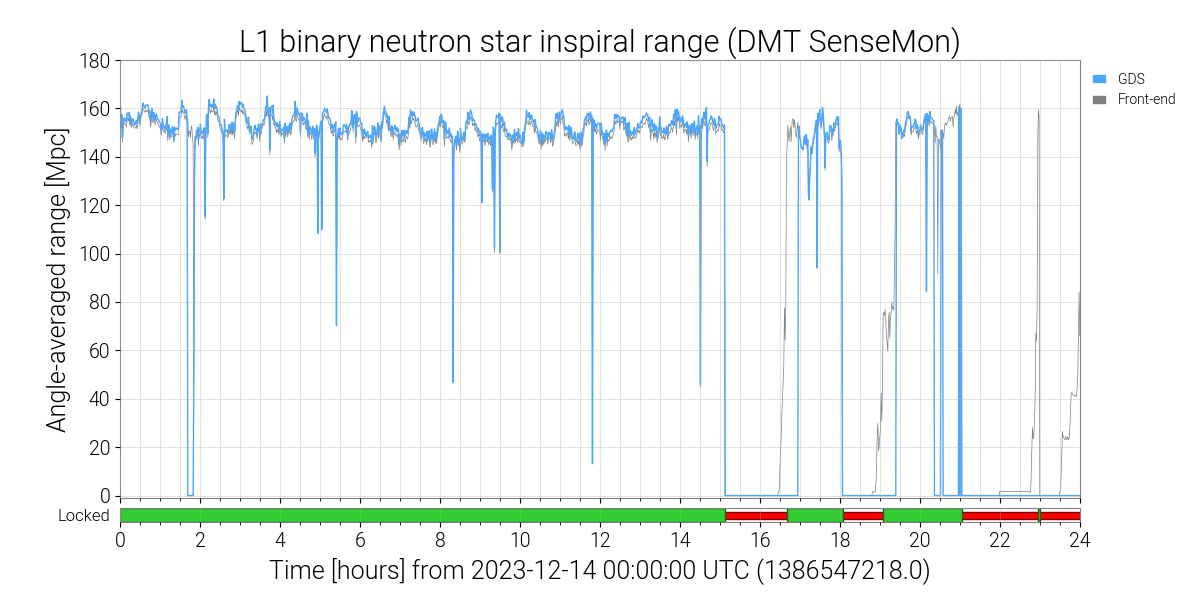 L1 binary neutron star inspiral range (DMT SenseMon)
180
160
140
120
100
80
60
40
20
0
Angle-averaged range [Mpc]
GDS
Front-end
Locked
0 2 4 6 8 10 12 14 16 18 20 22 24
Time [hours] from 2023-12-14 00:00:00 UTC (1386547218.0)